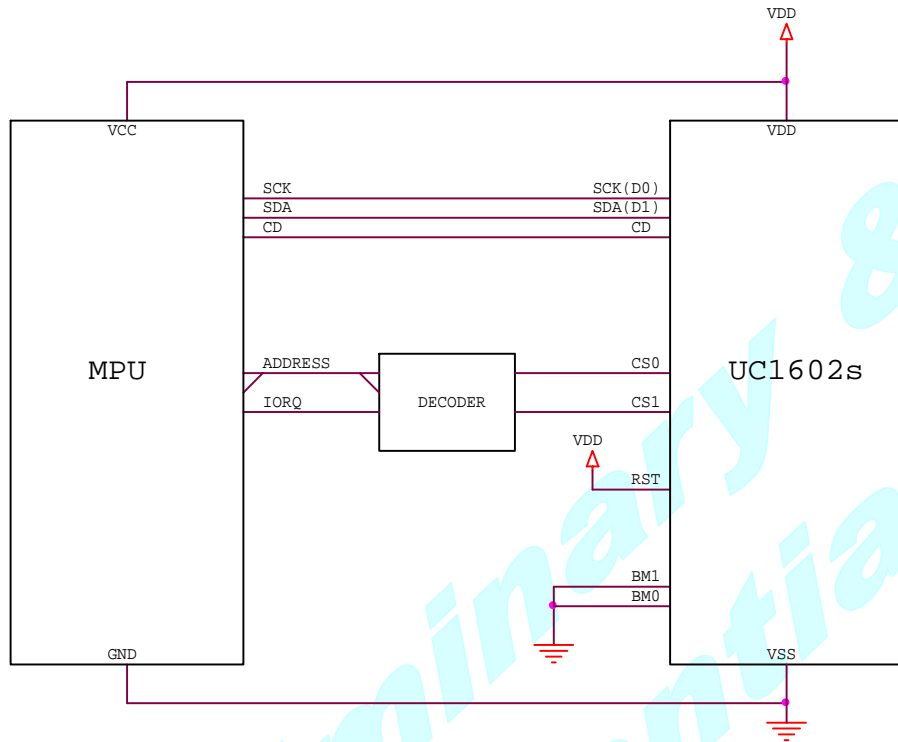 VDD
VCC
VDD
SCK
SCK(D0)
SDA
SDA(D1)
CD
CD
MPU
ADDRESS
CS0
UC1602s
IORQ
DECODER
CS1
VDD
RST
BM1
BM0
GND
VSS